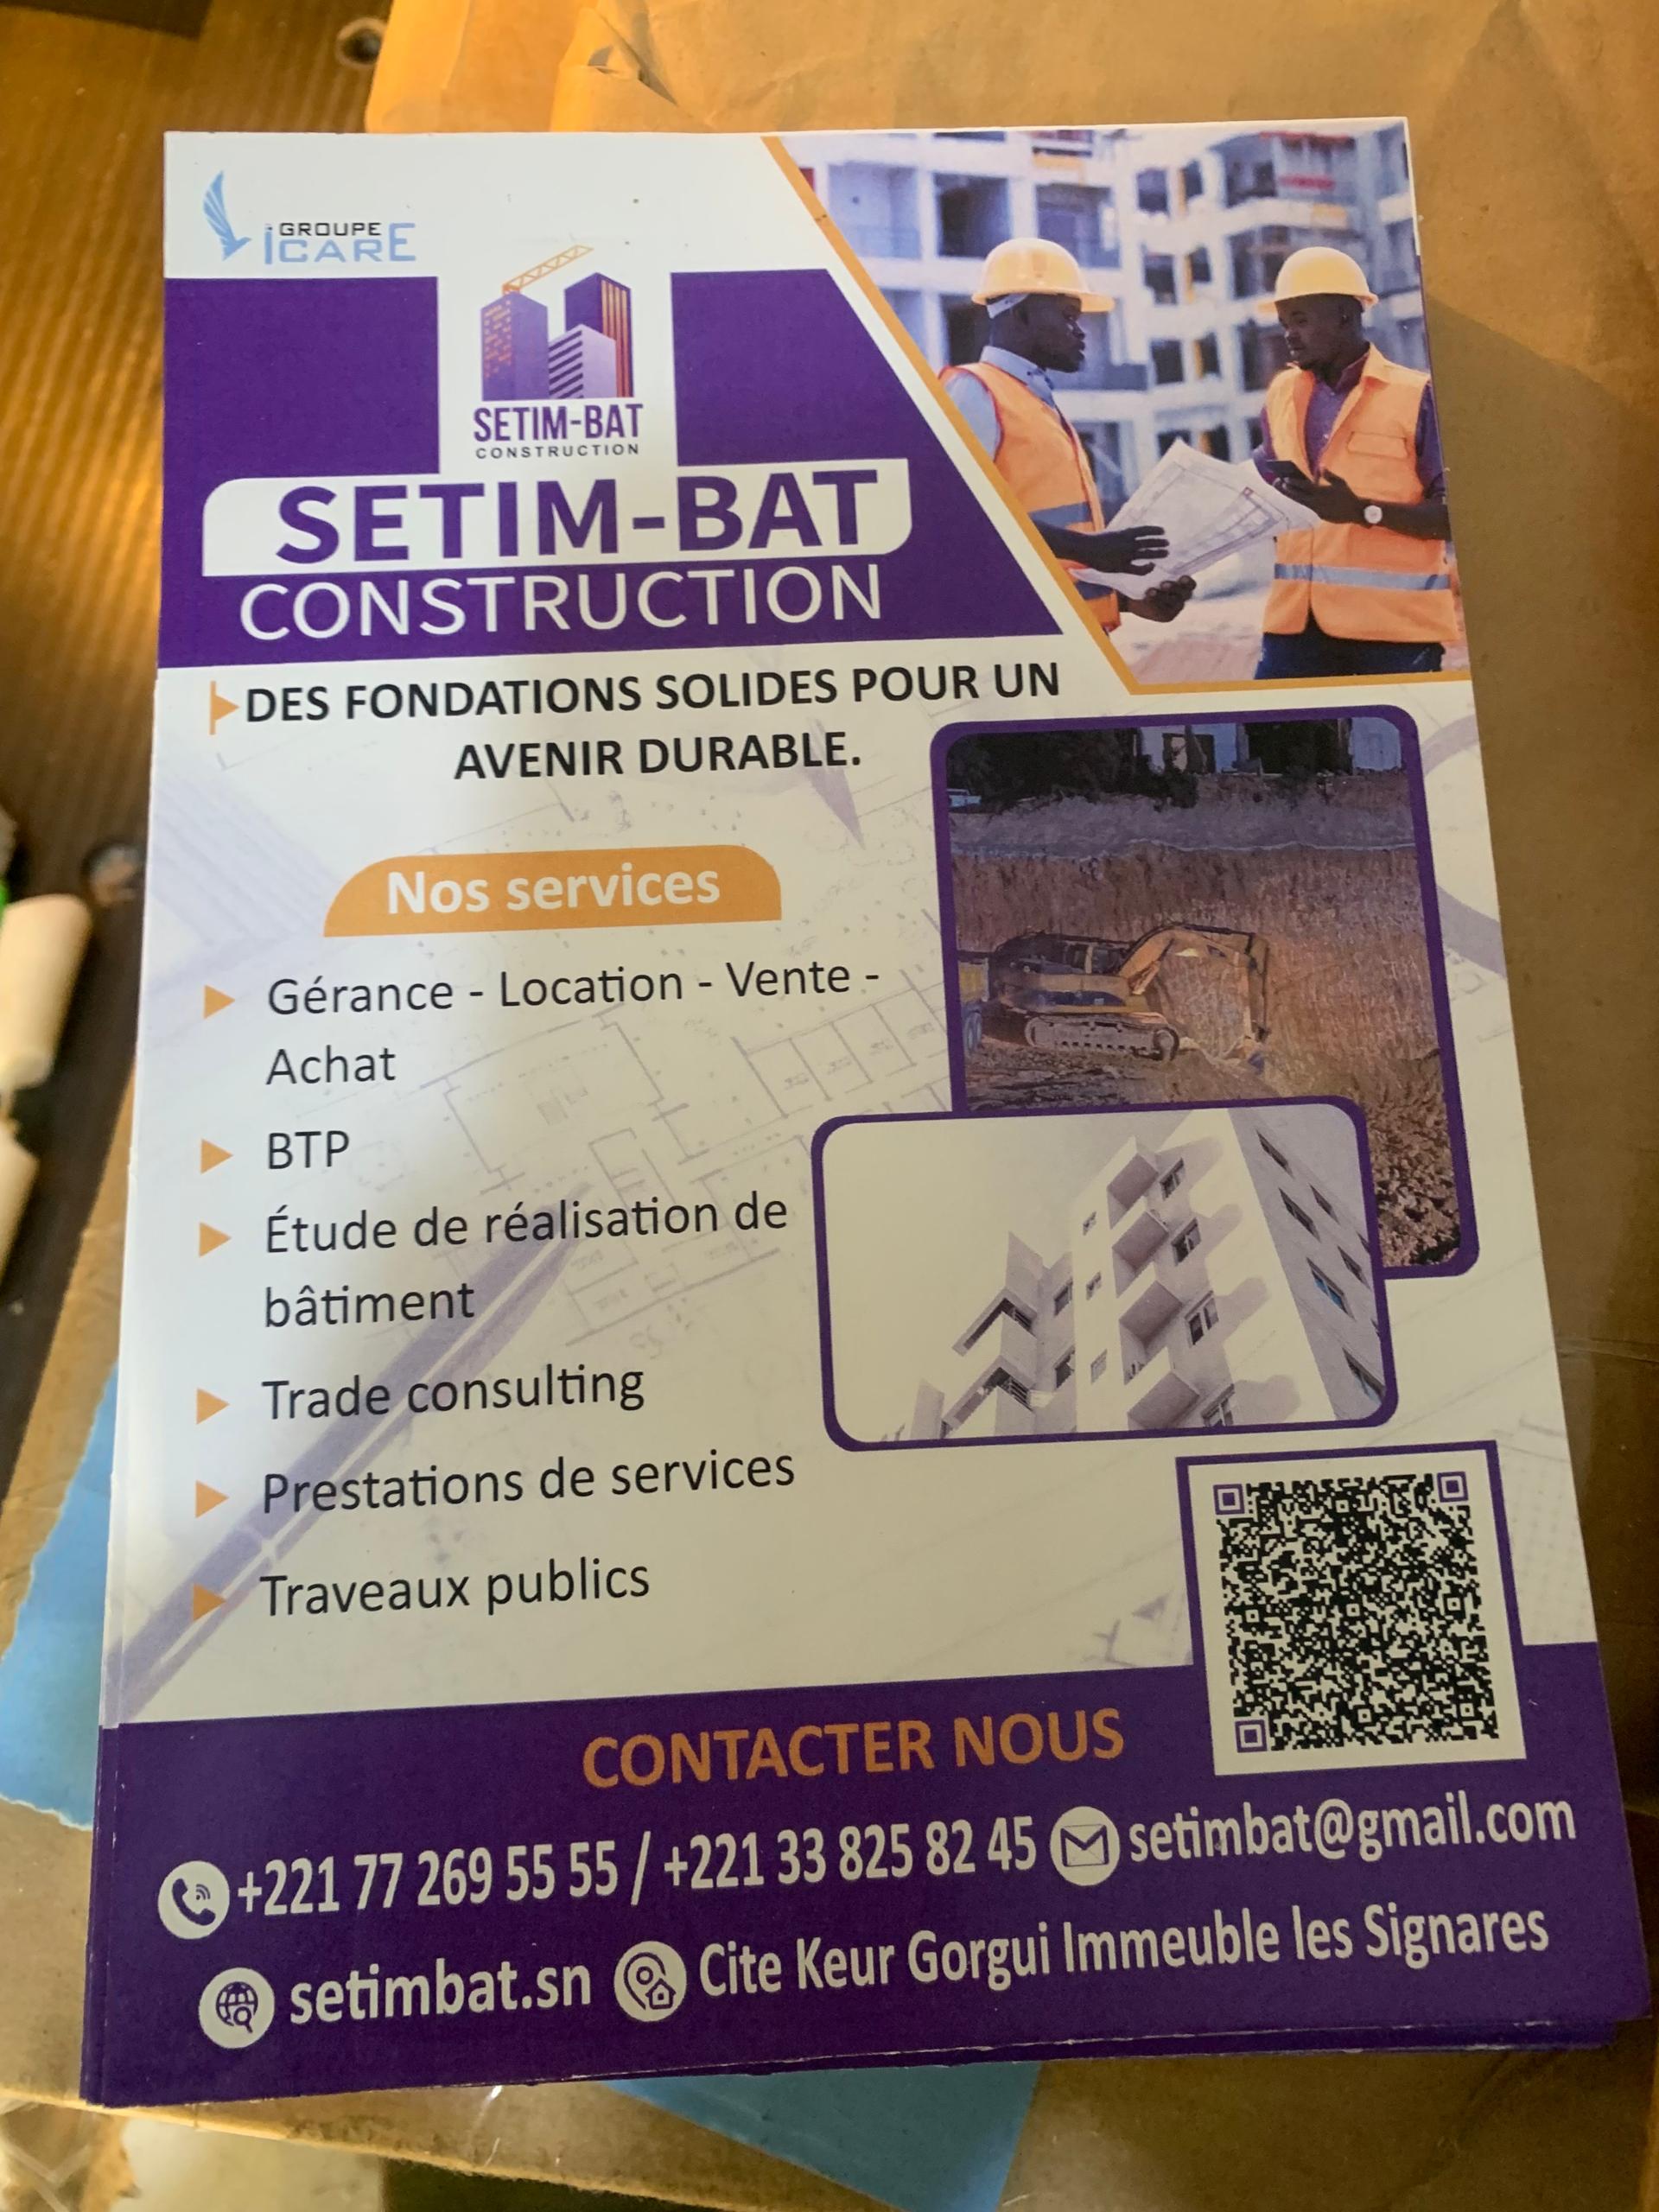 GROUPE
iCARE
SETIM-BAT
CONSTRUCTION
SETIM-BAT
CONSTRUCTION
DES FONDATIONS SOLIDES POUR UN
AVENIR DURABLE.
Nos services
Gérance - Location - Vente -
Achat
BTP
Étude de réalisation de
bâtiment
Trade consulting
Prestations de services
Traveaux publics
CONTACTER NOUS
+221 77 269 55 55 / +221 33 825 82 45 setimbat@gmail.com
setimbat.sn Cite Keur Gorgui Immeuble les Signares